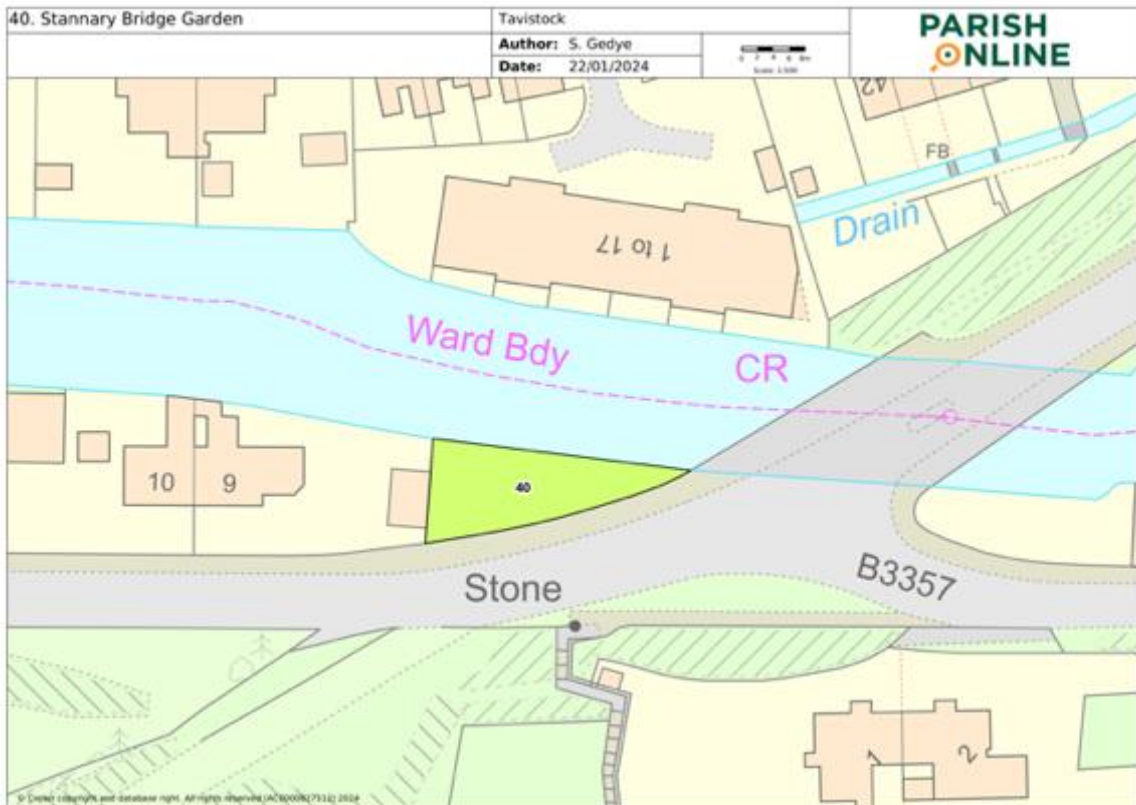 40. Stannary Bridge Garden
Tavistock
Author: S. Gedye
Date: 22/01/2024
PARISH
ONLINE
42
FB
Drain
1 to 17
Ward Bdy
CR
10
9
40
Stone
B3357
1
2